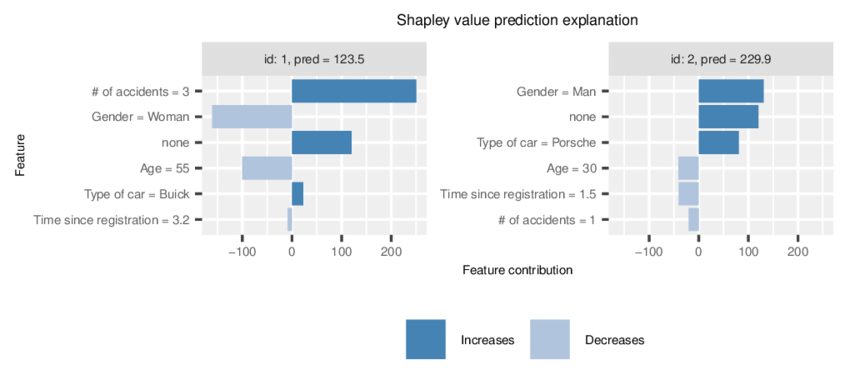 Shapley value prediction explanation
id: 1, pred = 123.5
id: 2, pred = 229.9
Feature
# of accidents = 3
Gender = Woman
none
Age = 55
Type of car = Buick
Time since registration = 3.2
−100 0 100 200
Gender = Man
none
Type of car = Porsche
Age = 30
Time since registration = 1.5
# of accidents = 1
−100 0 100 200
Feature contribution
Increases
Decreases